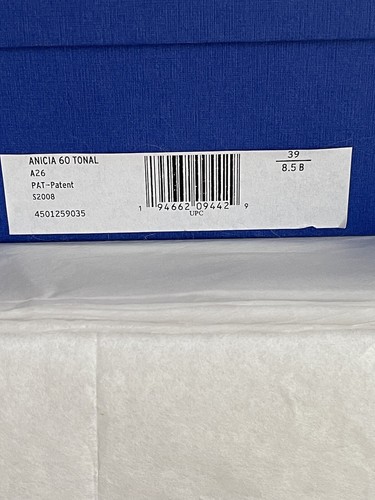 ANICIA 60 TONAL
A26
PAT-Patent
S2008
4501259035
1 94662 09442 9
UPC
39
8.5 B